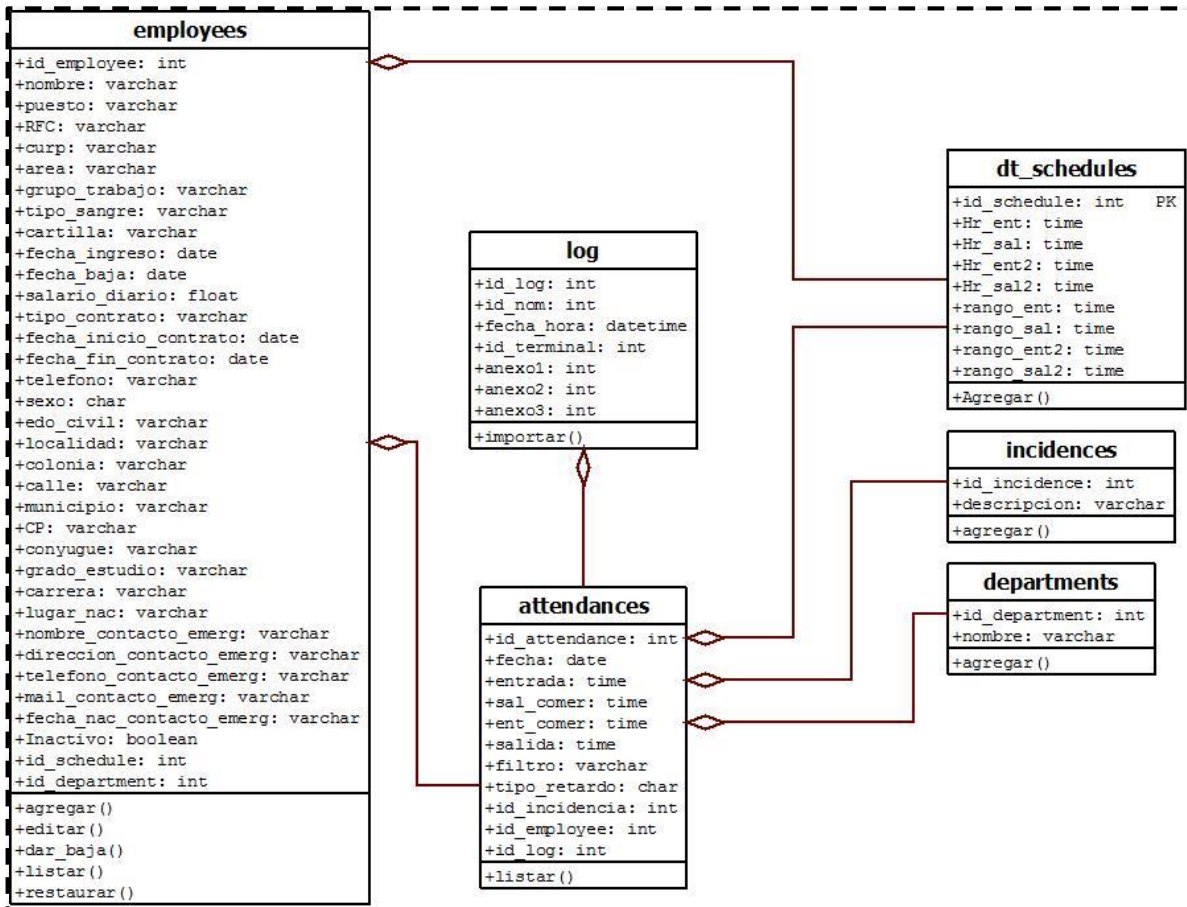 employees
+id_employee: int
+nombre: varchar
+puesto: varchar
+RFC: varchar
+curp: varchar
+area: varchar
+grupo_trabajo: varchar
+tipo_sangre: varchar
+cartilla: varchar
+fecha_ingreso: date
+fecha_baja: date
+salario_diario: float
+tipo_contrato: varchar
+fecha_inicio_contrato: date
+fecha_fin_contrato: date
+telefono: varchar
+sexo: char
+edo_civil: varchar
+localidad: varchar
+colonia: varchar
+calle: varchar
+municipio: varchar
+CP: varchar
+conyugue: varchar
+grado_estudio: varchar
+carrera: varchar
+lugar_nac: varchar
+nombre_contacto_emerg: varchar
+direccion_contacto_emerg: varchar
+telefono_contacto_emerg: varchar
+mail_contacto_emerg: varchar
+fecha_nac_contacto_emerg: varchar
+Inactivo: boolean
+id_schedule: int
+id_department: int
+agregar()
+editar()
+dar_baja()
+listar()
+restaurar()
log
+id_log: int
+id_nom: int
+fecha_hora: datetime
+id_terminal: int
+anexo1: int
+anexo2: int
+anexo3: int
+importar()
attendances
+id_attendance: int
+fecha: date
+entrada: time
+sal_comer: time
+ent_comer: time
+salida: time
+filtro: varchar
+tipo_retardo: char
+id_incidencia: int
+id_employee: int
+id_log: int
+listar()
dt_schedules
+id_schedule: int PK
+Hr_ent: time
+Hr_sal: time
+Hr_ent2: time
+Hr_sal2: time
+rango_ent: time
+rango_sal: time
+rango_ent2: time
+rango_sal2: time
+Agregar()
incidences
+id_incidence: int
+descripcion: varchar
+agregar()
departments
+id_department: int
+nombre: varchar
+agregar()